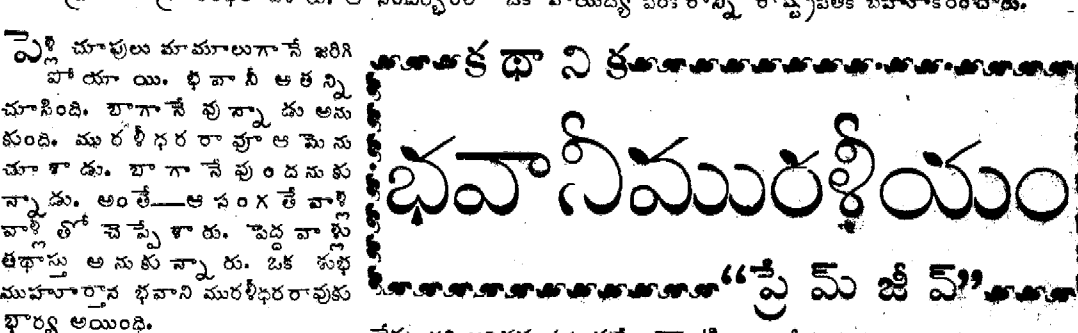 పెళ్లి చూపులు మామూలుగానే జరిగి
పోయాయి. భవానీ అతన్ని
చూసింది. బాగానే వున్నాడు అను
కుంది. మురళీధరరావూ ఆమెను
చూశాడు. బాగానే వుందనుకు
న్నాడు. అంతే—ఆ సంగతే వాళ్లి
వాళ్లితో చెప్పేశారు. పెద్దవాళ్లు
తథాస్తు అనుకున్నారు. ఒక శుభ
ముహూర్తాన భవాని మురళీధరరావుకు
భార్య అయింది.
కథానిక
భవానీమురళీయం
“ప్రేమ్ జీవ్”